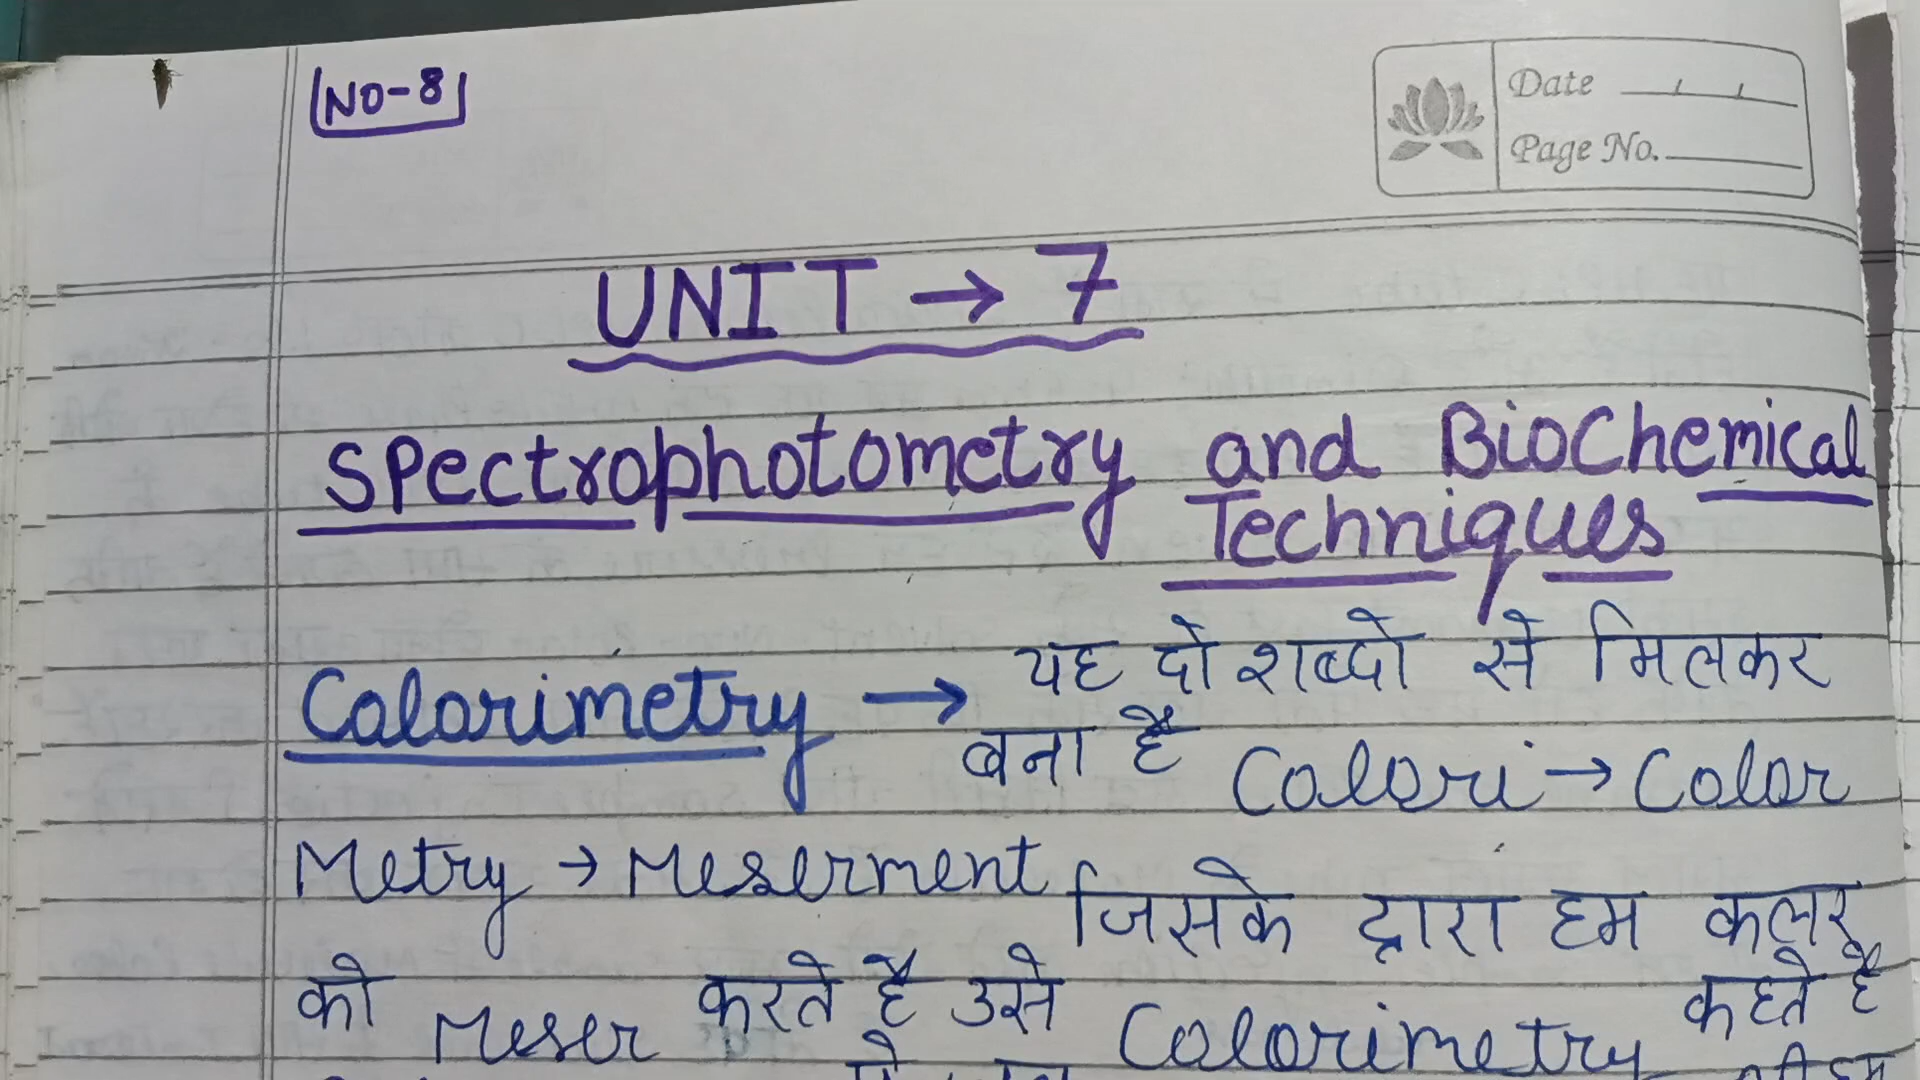 NO-8
Date
Page No.
UNIT → 7
Spectrophotometry and BioChemical
Techniques
Calorimetry → यह दो शब्दो से मिलकर
बना है Calori → Color
Metry → Meserment जिसके द्वारा हम कलर
को Meser करते है उसे Calorimetry कहते है